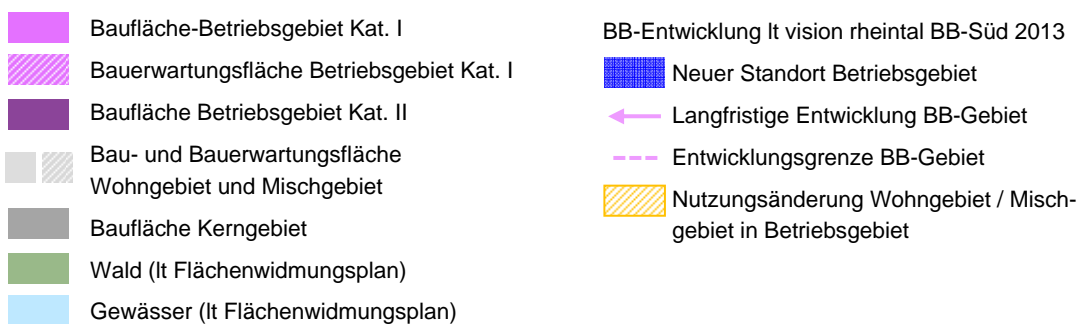 Baufläche-Betriebsgebiet Kat. I
Bauerwartungsfläche Betriebsgebiet Kat. I
Baufläche Betriebsgebiet Kat. II
Bau- und Bauerwartungsfläche
Wohngebiet und Mischgebiet
Baufläche Kerngebiet
Wald (lt Flächenwidmungsplan)
Gewässer (lt Flächenwidmungsplan)
BB-Entwicklung lt vision rheintal BB-Süd 2013
Neuer Standort Betriebsgebiet
Langfristige Entwicklung BB-Gebiet
Entwicklungsgrenze BB-Gebiet
Nutzungsänderung Wohngebiet / Misch-
gebiet in Betriebsgebiet